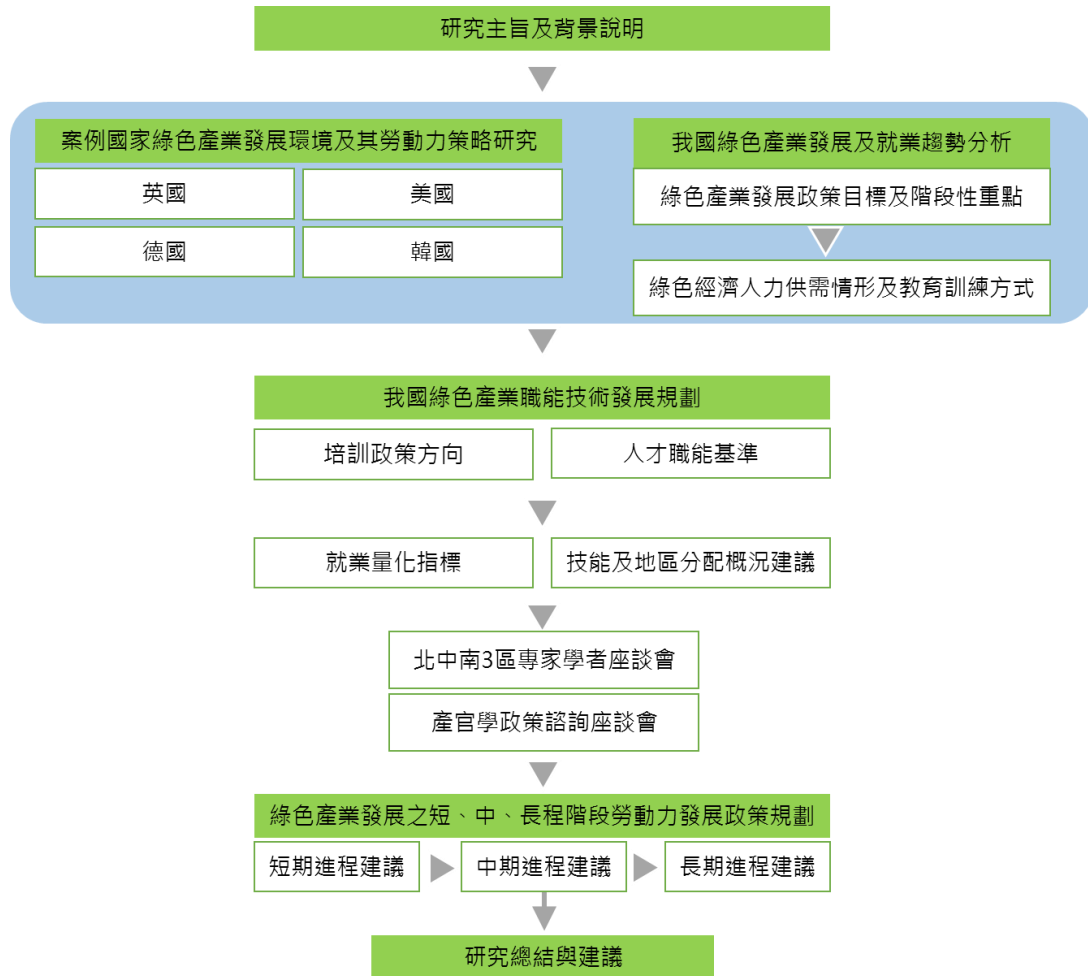 研究主旨及背景說明
案例國家綠色產業發展環境及其勞動力策略研究
英國
美國
德國
韓國
我國綠色產業發展及就業趨勢分析
綠色產業發展政策目標及階段性重點
綠色經濟人力供需情形及教育訓練方式
我國綠色產業職能技術發展規劃
培訓政策方向
人才職能基準
就業量化指標
技能及地區分配概況建議
北中南3區專家學者座談會
產官學政策諮詢座談會
綠色產業發展之短、中、長程階段勞動力發展政策規劃
短期進程建議
中期進程建議
長期進程建議
研究總結與建議